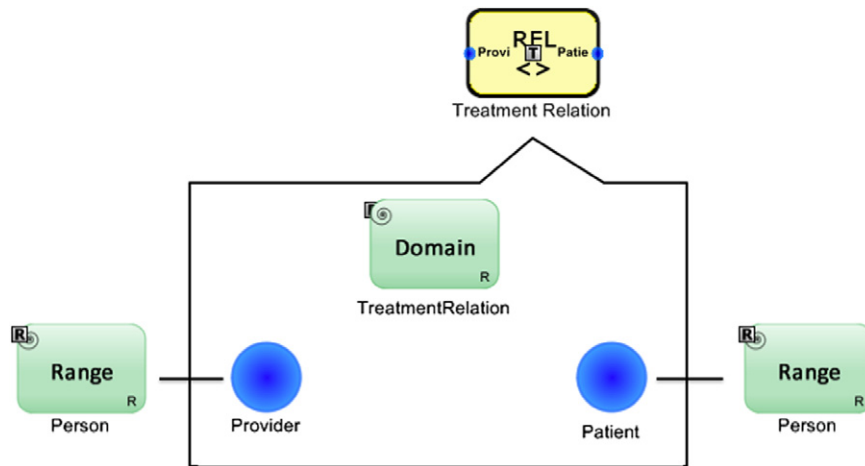 REL
Provi T Patie
<>
Treatment Relation
Domain
R
TreatmentRelation
R
Range
R
Person
Provider
Patient
R
Range
R
Person